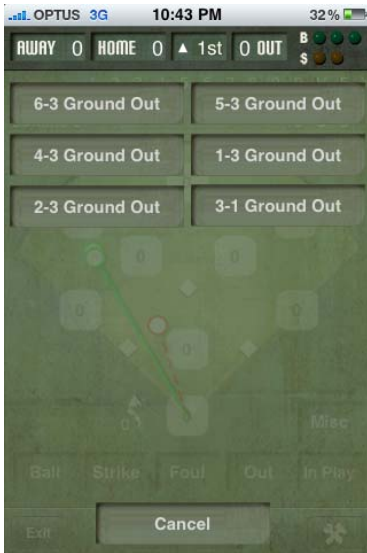 OPTUS 3G 10:43 PM 32%
AWAY 0 HOME 0 ▲ 1st 0 OUT B
S
6-3 Ground Out 5-3 Ground Out
4-3 Ground Out 1-3 Ground Out
2-3 Ground Out 3-1 Ground Out
0 0
0 0
0
0 0
Misc
Ball Strike Foul Out In Play
Cancel
Exit